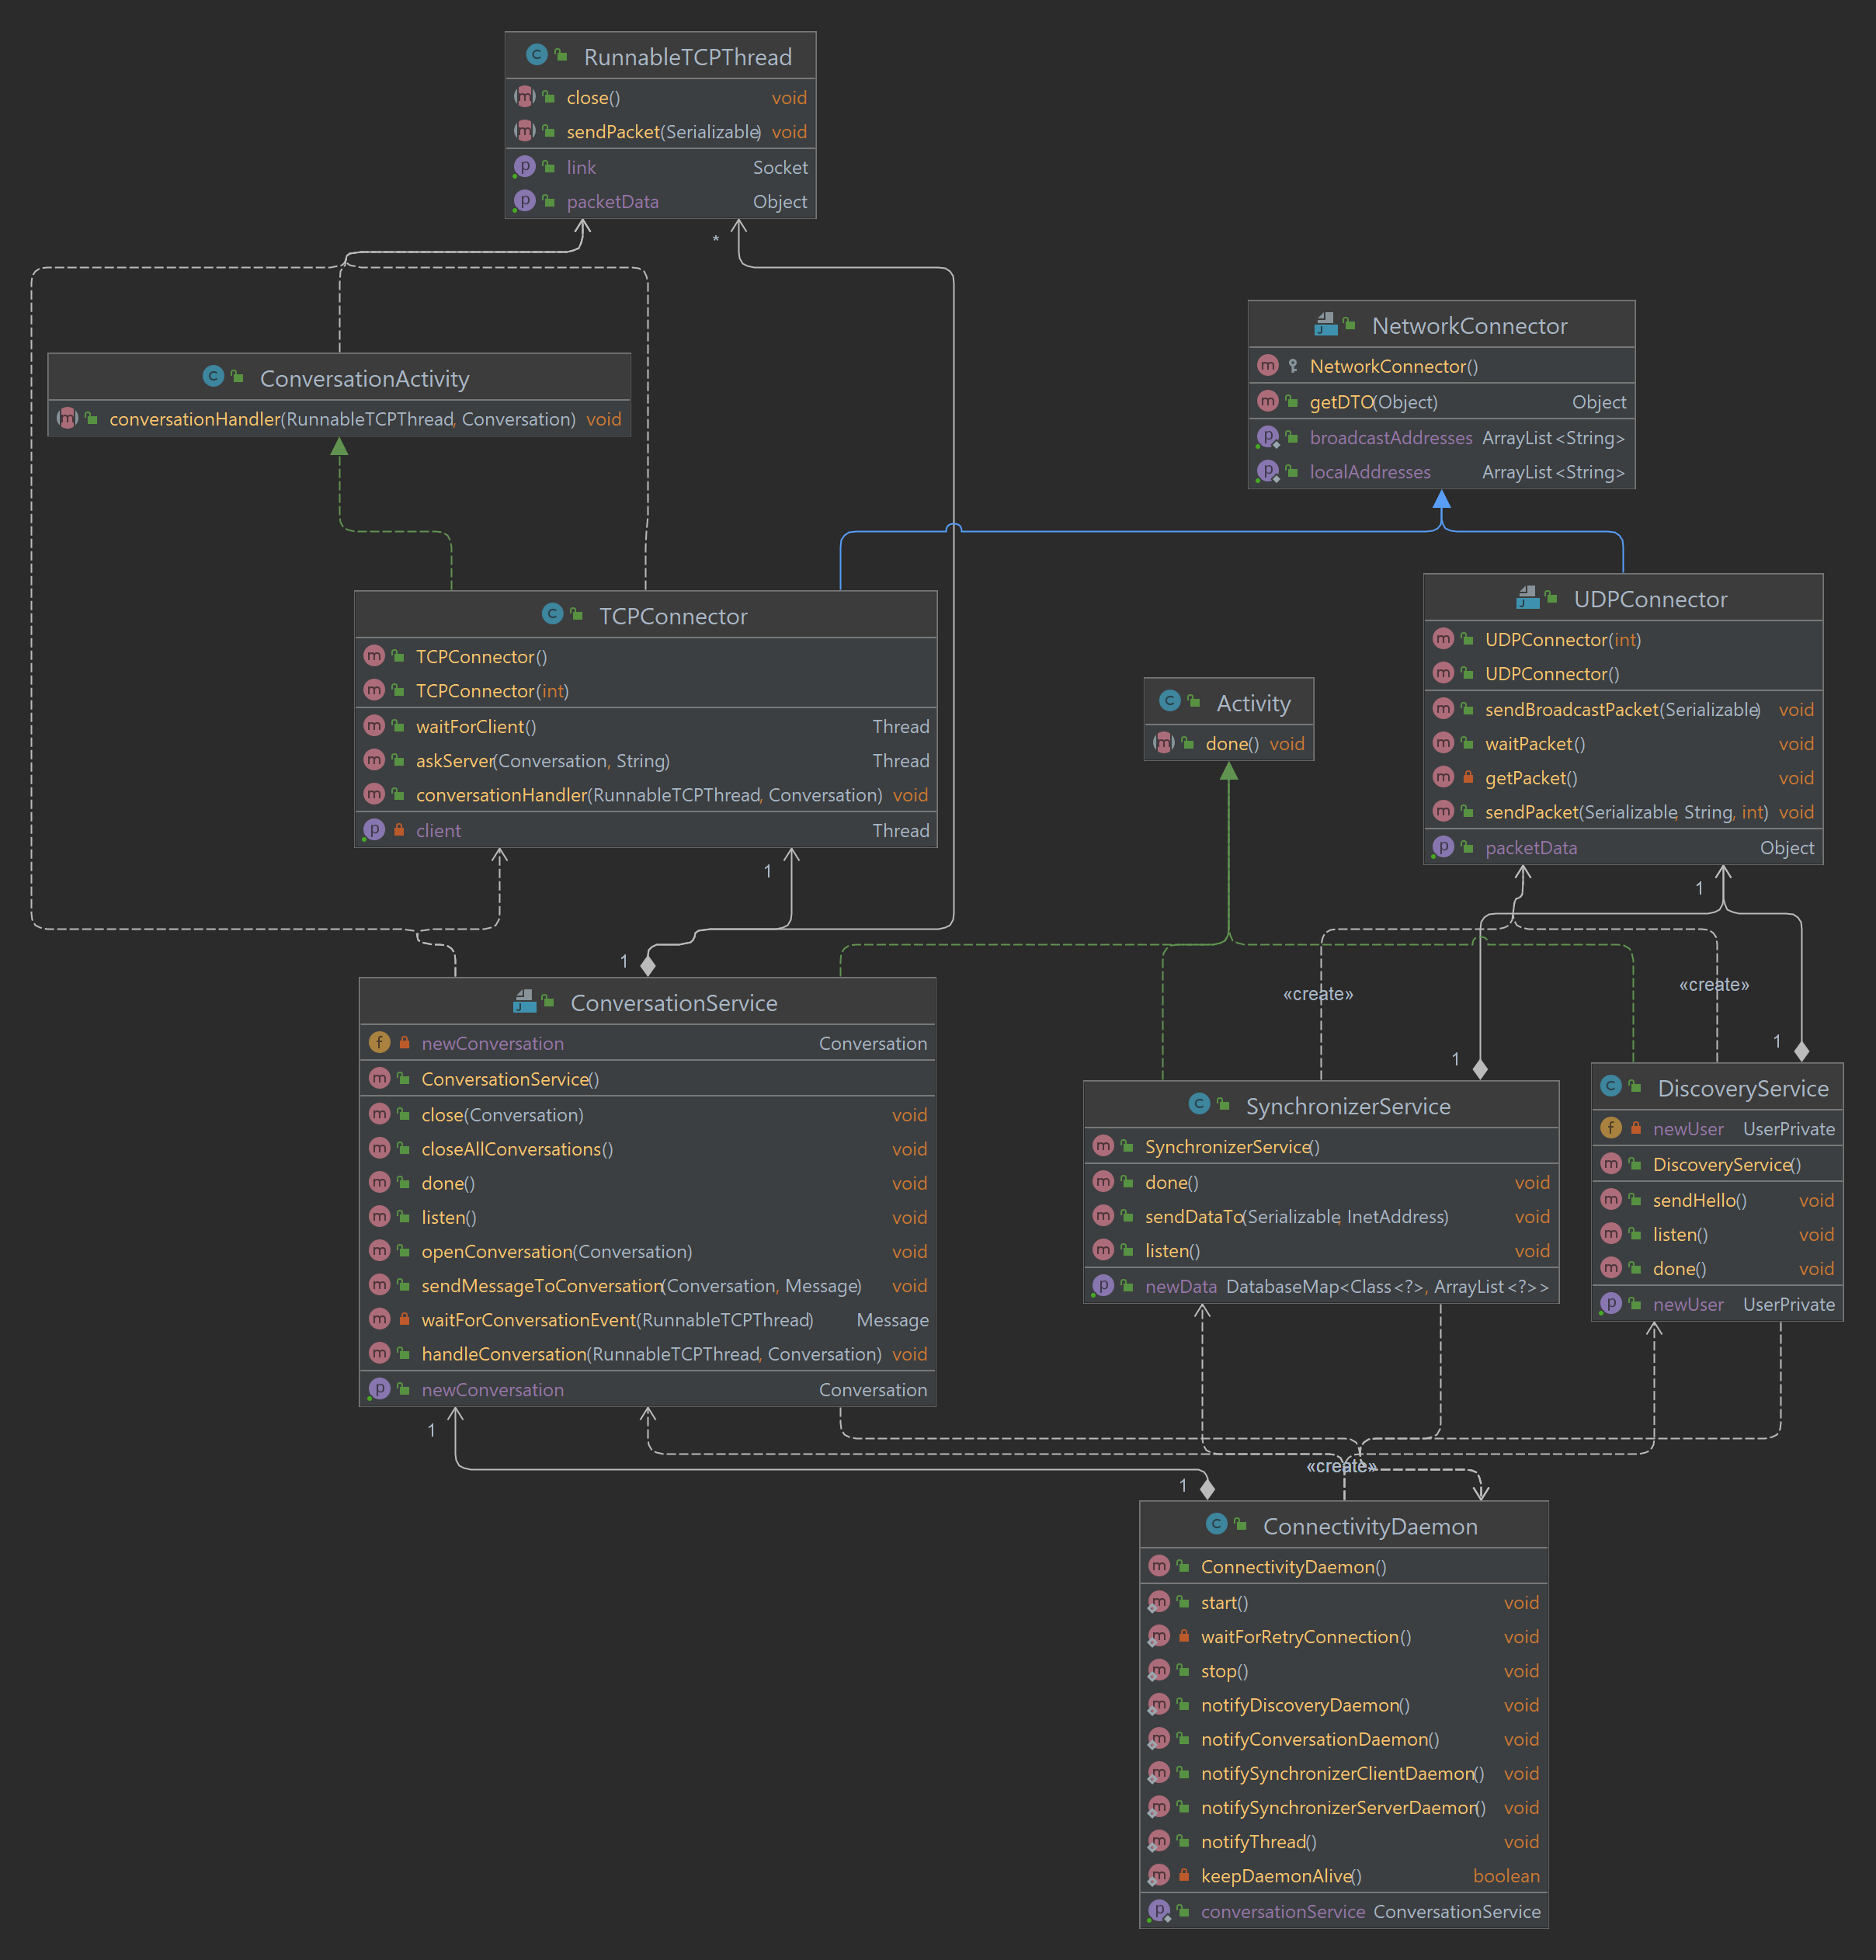 RunnableTCPThread
close() void
sendPacket(Serializable) void
link Socket
packetData Object
*
NetworkConnector
NetworkConnector()
getDTO(Object) Object
broadcastAddresses ArrayList<String>
localAddresses ArrayList<String>
ConversationActivity
conversationHandler(RunnableTCPThread, Conversation) void
TCPConnector
TCPConnector()
TCPConnector(int)
waitForClient() Thread
askServer(Conversation, String) Thread
conversationHandler(RunnableTCPThread, Conversation) void
client Thread
UDPConnector
UDPConnector(int)
UDPConnector()
sendBroadcastPacket(Serializable) void
waitPacket() void
getPacket() void
sendPacket(Serializable, String, int) void
packetData Object
Activity
done() void
1
1
1
«create»
«create»
1
1
ConversationService
newConversation Conversation
ConversationService()
close(Conversation) void
closeAllConversations() void
done() void
listen() void
openConversation(Conversation) void
sendMessageToConversation(Conversation, Message) void
waitForConversationEvent(RunnableTCPThread) Message
handleConversation(RunnableTCPThread, Conversation) void
newConversation Conversation
SynchronizerService
SynchronizerService()
done() void
sendDataTo(Serializable, InetAddress) void
listen() void
newData DatabaseMap<Class<?>, ArrayList<?>>
DiscoveryService
newUser UserPrivate
DiscoveryService()
sendHello() void
listen() void
done() void
newUser UserPrivate
1
«create»
1
ConnectivityDaemon
ConnectivityDaemon()
start() void
waitForRetryConnection() void
stop() void
notifyDiscoveryDaemon() void
notifyConversationDaemon() void
notifySynchronizerClientDaemon() void
notifySynchronizerServerDaemon() void
notifyThread() void
keepDaemonAlive() boolean
conversationService ConversationService